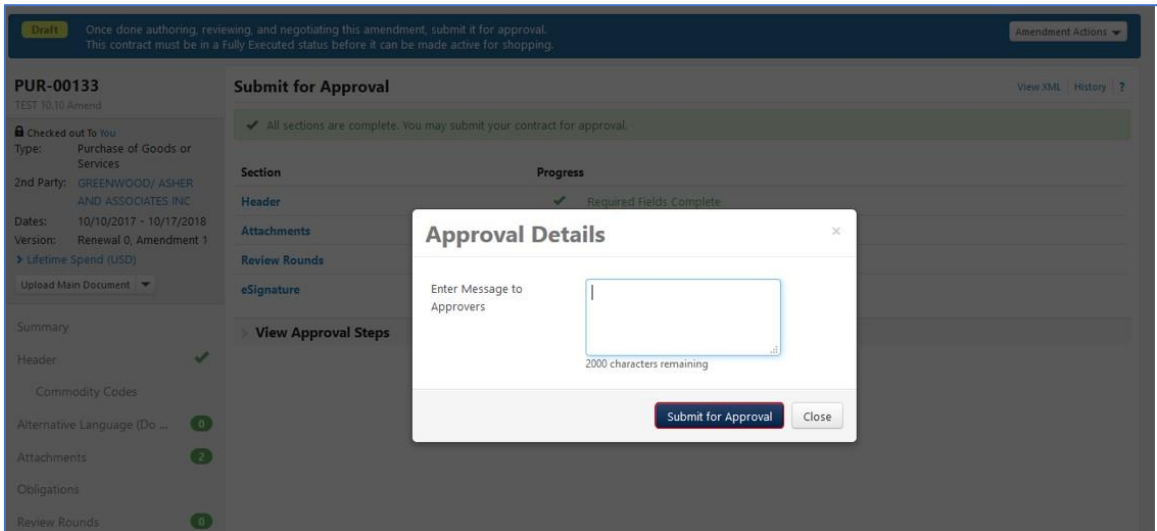 Draft
Once done authoring, reviewing, and negotiating this amendment, submit it for approval.
This contract must be in a Fully Executed status before it can be made active for shopping.
Amendment Actions
PUR-00133
TEST 10.10 Amend
Checked out To You
Type: Purchase of Goods or
Services
2nd Party: GREENWOOD/ ASHER
AND ASSOCIATES INC
Dates: 10/10/2017 - 10/17/2018
Version: Renewal 0, Amendment 1
Lifetime Spend (USD)
Upload Main Document
Summary
Header
Commodity Codes
Alternative Language (Do ... 0
Attachments 2
Obligations
Review Rounds 0
Submit for Approval
View XML | History | ?
All sections are complete. You may submit your contract for approval.
Section Progress
Header Required Fields Complete
Attachments
Review Rounds
eSignature
View Approval Steps
Approval Details ×
Enter Message to
Approvers
2000 characters remaining
Submit for Approval Close